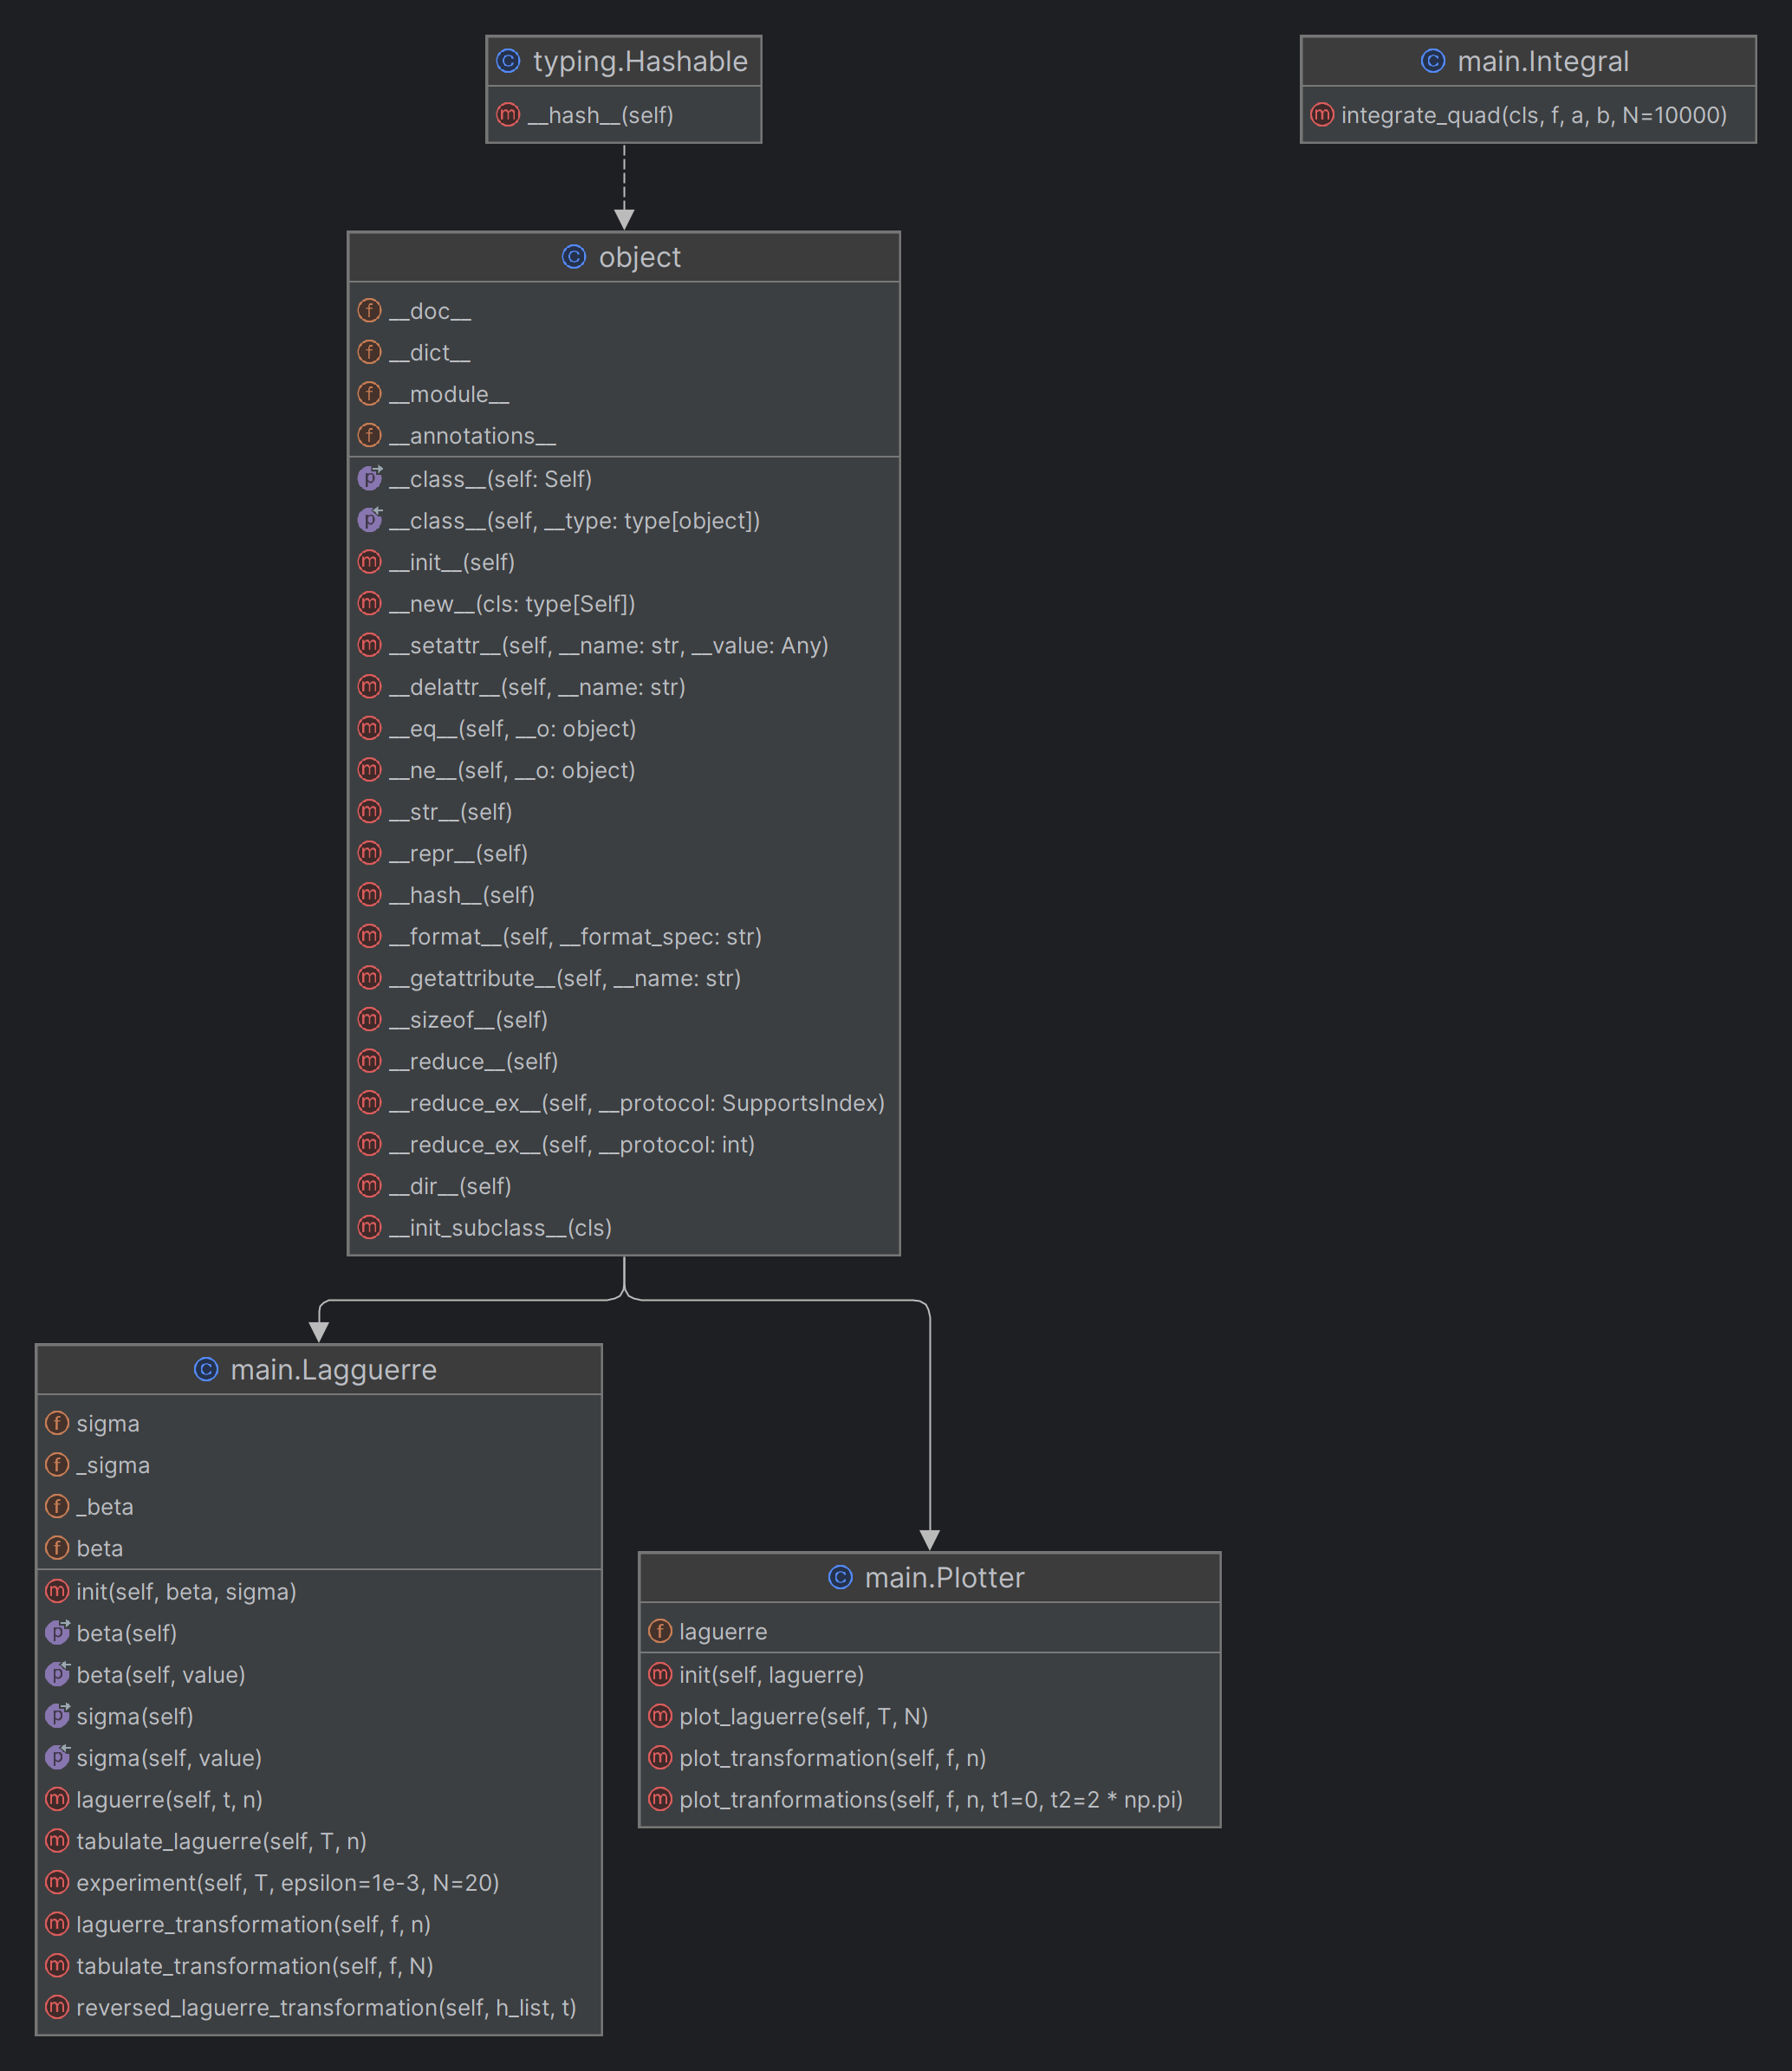 typing.Hashable
__hash__(self)
main.Integral
integrate_quad(cls, f, a, b, N=10000)
object
__doc__
__dict__
__module__
__annotations__
__class__(self: Self)
__class__(self, __type: type[object])
__init__(self)
__new__(cls: type[Self])
__setattr__(self, __name: str, __value: Any)
__delattr__(self, __name: str)
__eq__(self, __o: object)
__ne__(self, __o: object)
__str__(self)
__repr__(self)
__hash__(self)
__format__(self, __format_spec: str)
__getattribute__(self, __name: str)
__sizeof__(self)
__reduce__(self)
__reduce_ex__(self, __protocol: SupportsIndex)
__reduce_ex__(self, __protocol: int)
__dir__(self)
__init_subclass__(cls)
main.Lagguerre
sigma
_sigma
_beta
beta
init(self, beta, sigma)
beta(self)
beta(self, value)
sigma(self)
sigma(self, value)
laguerre(self, t, n)
tabulate_laguerre(self, T, n)
experiment(self, T, epsilon=1e-3, N=20)
laguerre_transformation(self, f, n)
tabulate_transformation(self, f, N)
reversed_laguerre_transformation(self, h_list, t)
main.Plotter
laguerre
init(self, laguerre)
plot_laguerre(self, T, N)
plot_transformation(self, f, n)
plot_tranformations(self, f, n, t1=0, t2=2 * np.pi)